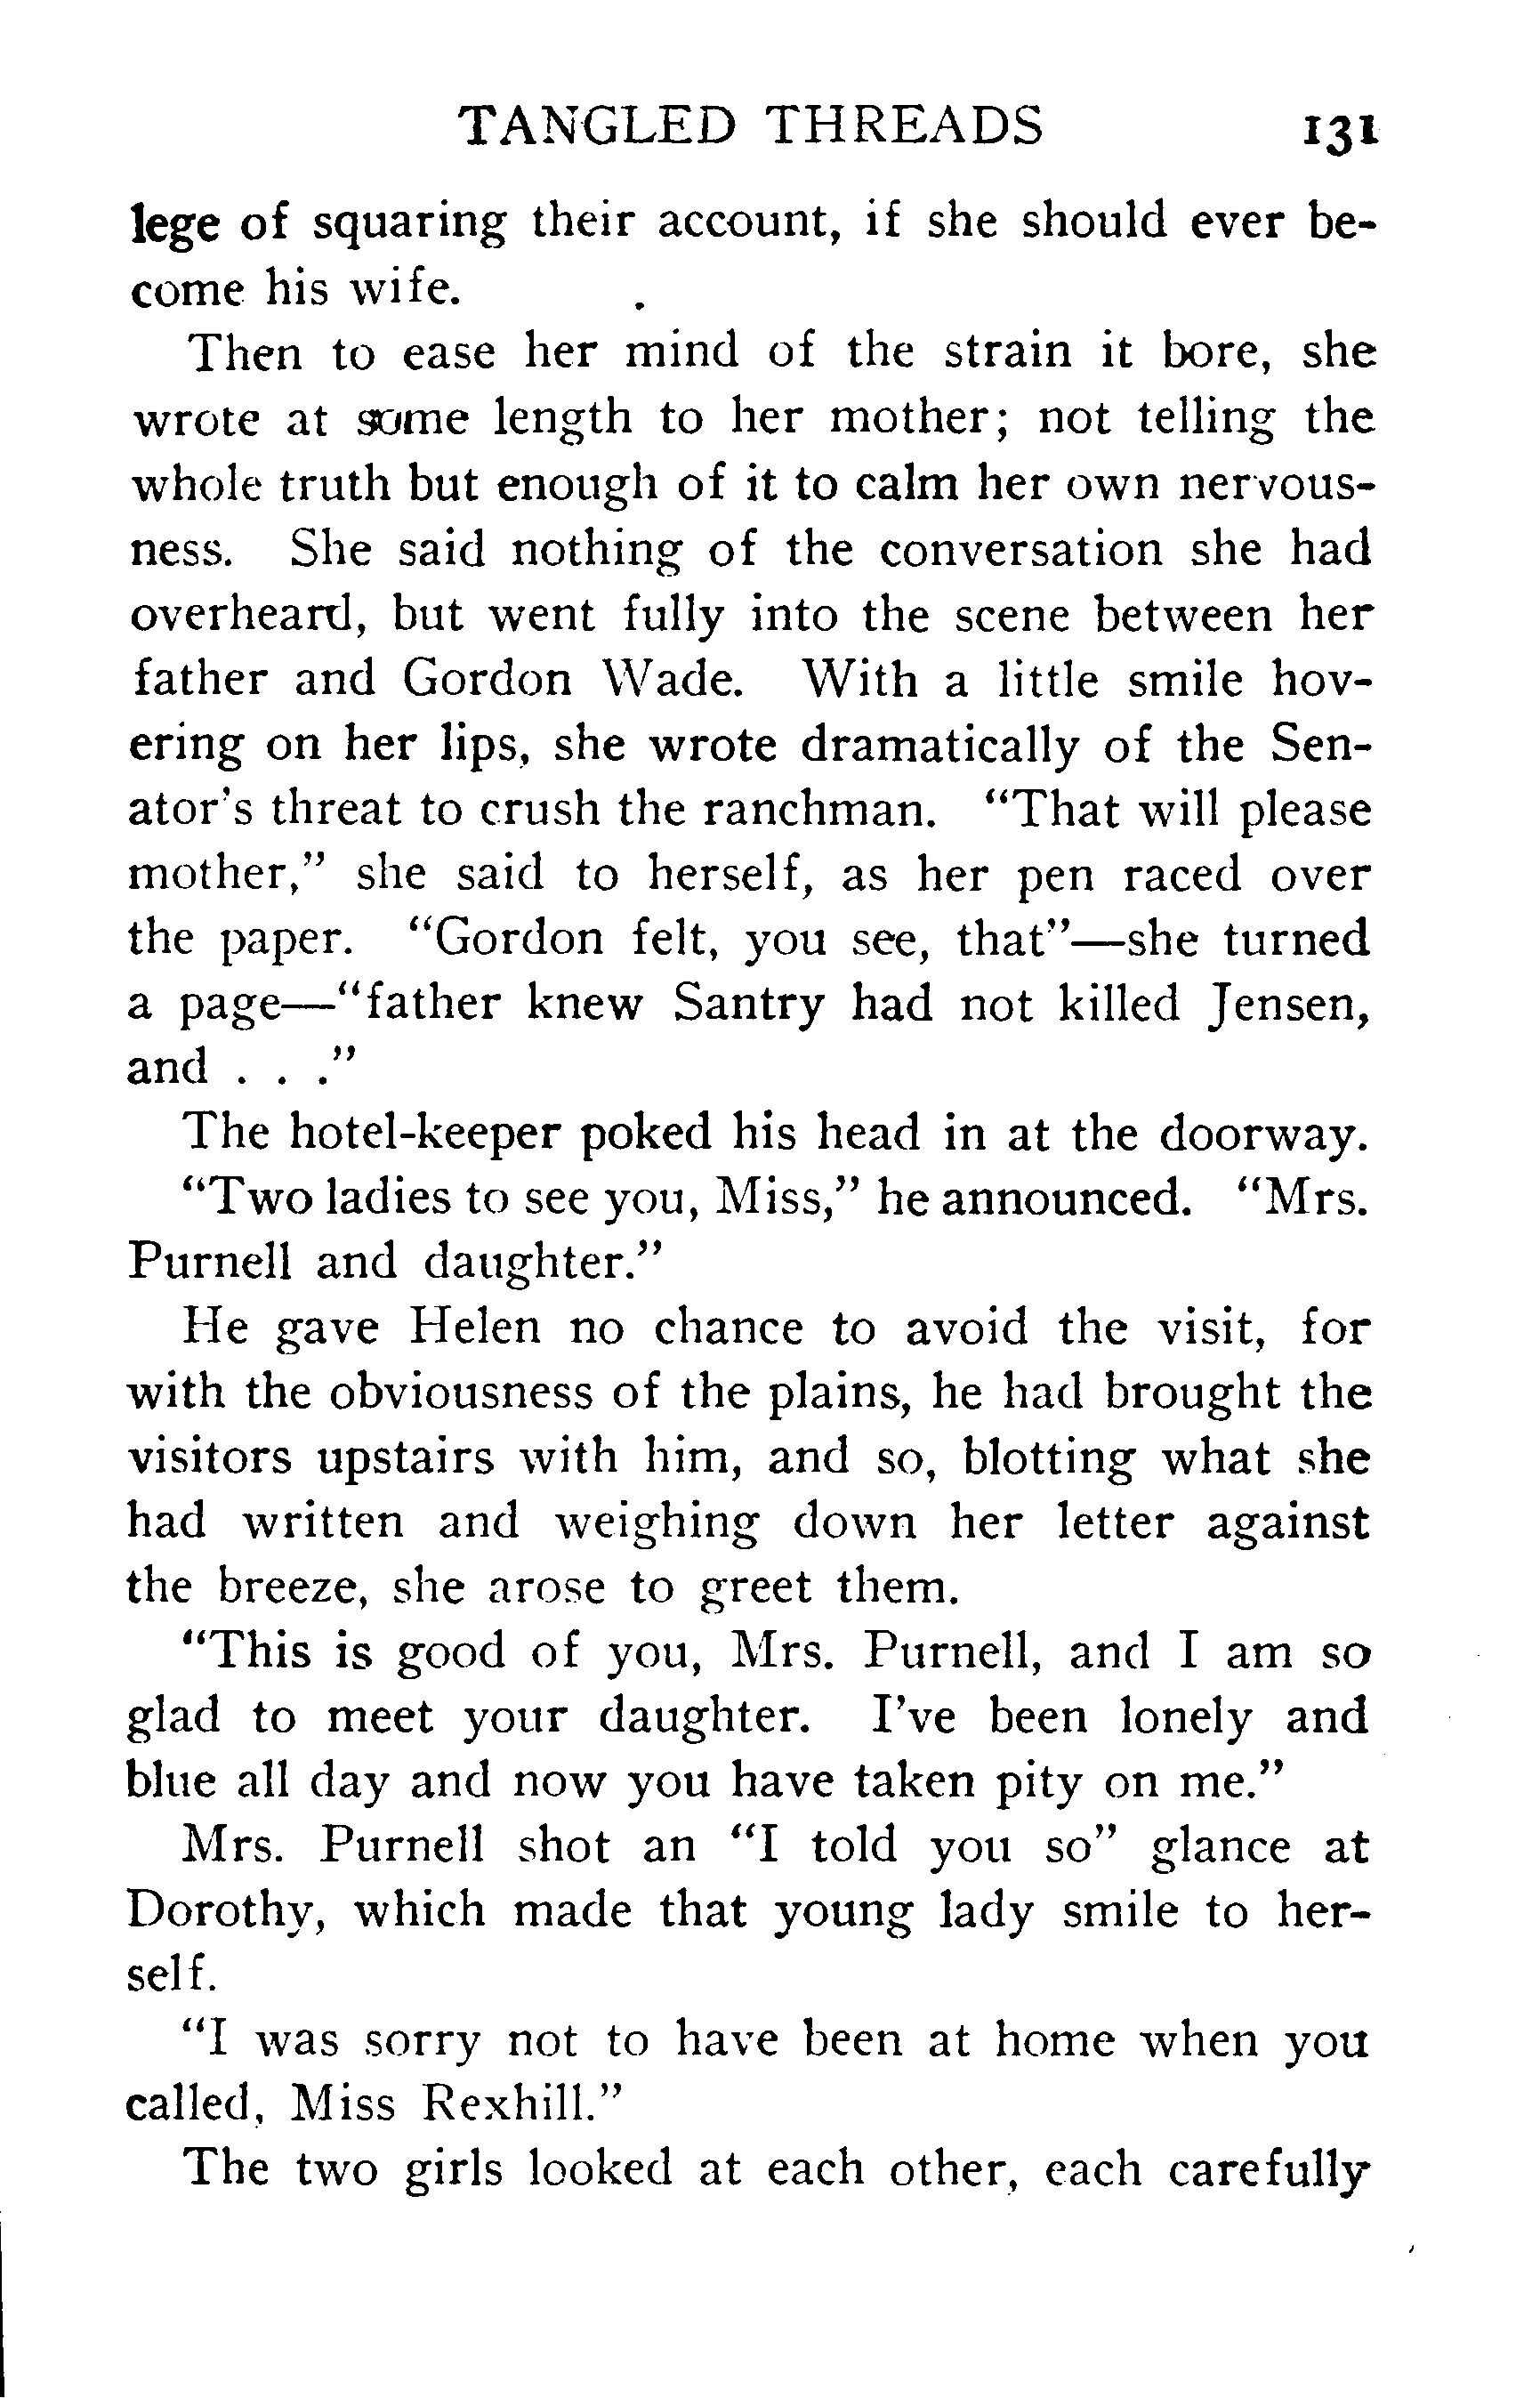 TANGLED THREADS 131
lege of squaring their account, if she should ever be-
come his wife.
Then to ease her mind of the strain it bore, she
wrote at some length to her mother; not telling the
whole truth but enough of it to calm her own nervous-
ness. She said nothing of the conversation she had
overheard, but went fully into the scene between her
father and Gordon Wade. With a little smile hov-
ering on her lips, she wrote dramatically of the Sen-
ator's threat to crush the ranchman. "That will please
mother," she said to herself, as her pen raced over
the paper. "Gordon felt, you see, that"—she turned
a page—"father knew Santry had not killed Jensen,
and . . ."
The hotel-keeper poked his head in at the doorway.
"Two ladies to see you, Miss," he announced. "Mrs.
Purnell and daughter."
He gave Helen no chance to avoid the visit, for
with the obviousness of the plains, he had brought the
visitors upstairs with him, and so, blotting what she
had written and weighing down her letter against
the breeze, she arose to greet them.
"This is good of you, Mrs. Purnell, and I am so
glad to meet your daughter. I've been lonely and
blue all day and now you have taken pity on me."
Mrs. Purnell shot an "I told you so" glance at
Dorothy, which made that young lady smile to her-
self.
"I was sorry not to have been at home when you
called, Miss Rexhill."
The two girls looked at each other, each carefully